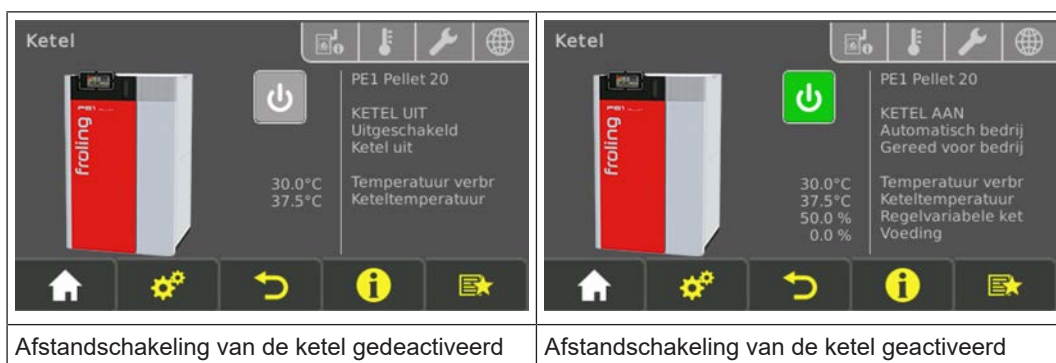 Ketel
PE1 Pellet 20
KETEL UIT
Uitgeschakeld
Ketel uit
30.0°C Temperatuur verbr
37.5°C Keteltemperatuur
froling
Ketel
PE1 Pellet 20
KETEL AAN
Automatisch bedrij
Gereed voor bedrij
30.0°C Temperatuur verbr
37.5°C Keteltemperatuur
50.0 % Regelvariabele ket
0.0 % Voeding
froling
Afstandschakeling van de ketel gedeactiveerd
Afstandschakeling van de ketel geactiveerd